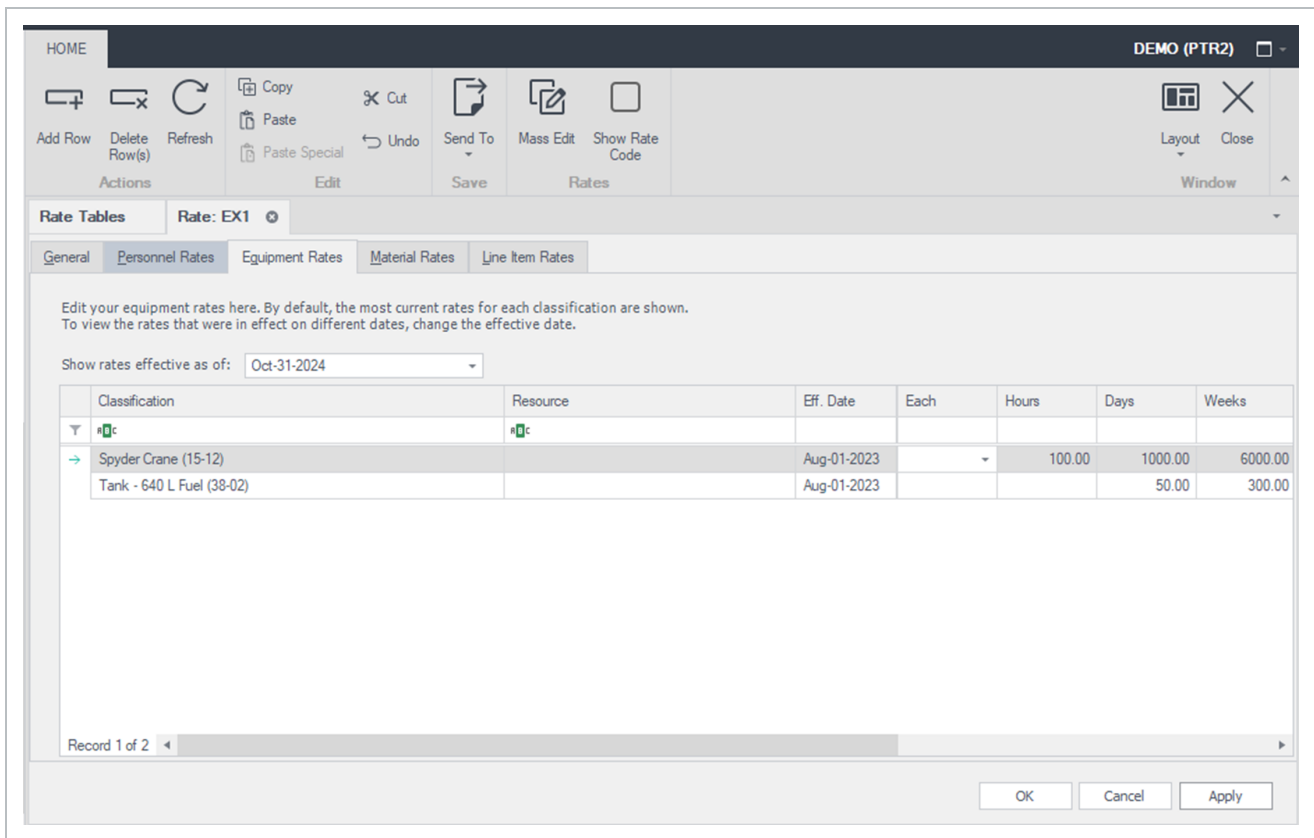 HOME
DEMO (PTR2)
Add Row
Delete Row(s)
Refresh
Copy
Paste
Paste Special
Cut
Undo
Send To
Mass Edit
Show Rate Code
Layout
Close
Actions
Edit
Save
Rates
Window
Rate Tables
Rate: EX1
General
Personnel Rates
Equipment Rates
Material Rates
Line Item Rates
Edit your equipment rates here. By default, the most current rates for each classification are shown.
To view the rates that were in effect on different dates, change the effective date.
Show rates effective as of: Oct-31-2024
Classification Resource Eff. Date Each Hours Days Weeks
ABC ABC
Spyder Crane (15-12) Aug-01-2023 100.00 1000.00 6000.00
Tank - 640 L Fuel (38-02) Aug-01-2023 50.00 300.00
Record 1 of 2
OK Cancel Apply